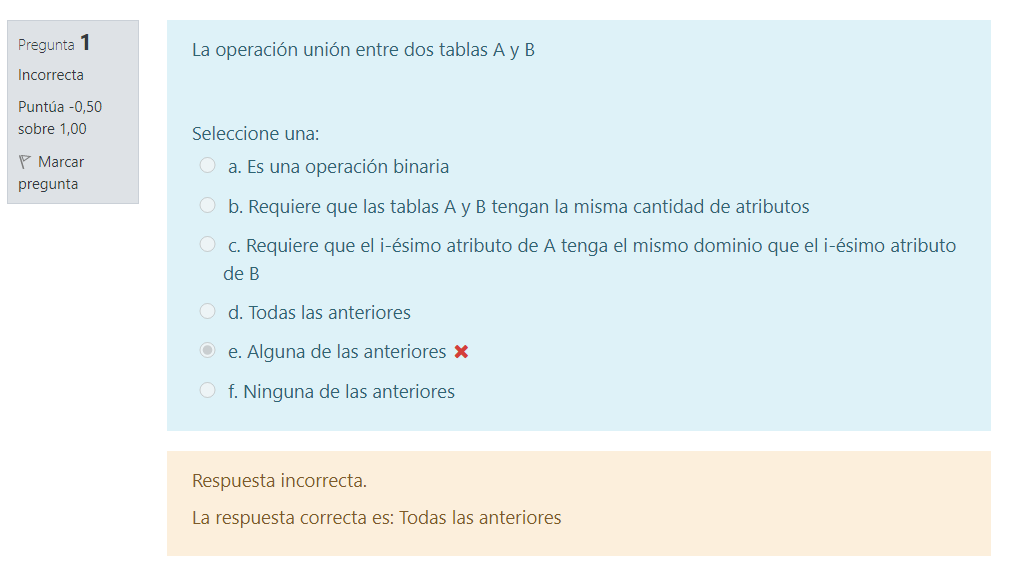 Pregunta 1
Incorrecta
Puntúa -0,50
sobre 1,00
Marcar
pregunta
La operación unión entre dos tablas A y B
Seleccione una:
a. Es una operación binaria
b. Requiere que las tablas A y B tengan la misma cantidad de atributos
c. Requiere que el i-ésimo atributo de A tenga el mismo dominio que el i-ésimo atributo
de B
d. Todas las anteriores
e. Alguna de las anteriores
f. Ninguna de las anteriores
Respuesta incorrecta.
La respuesta correcta es: Todas las anteriores